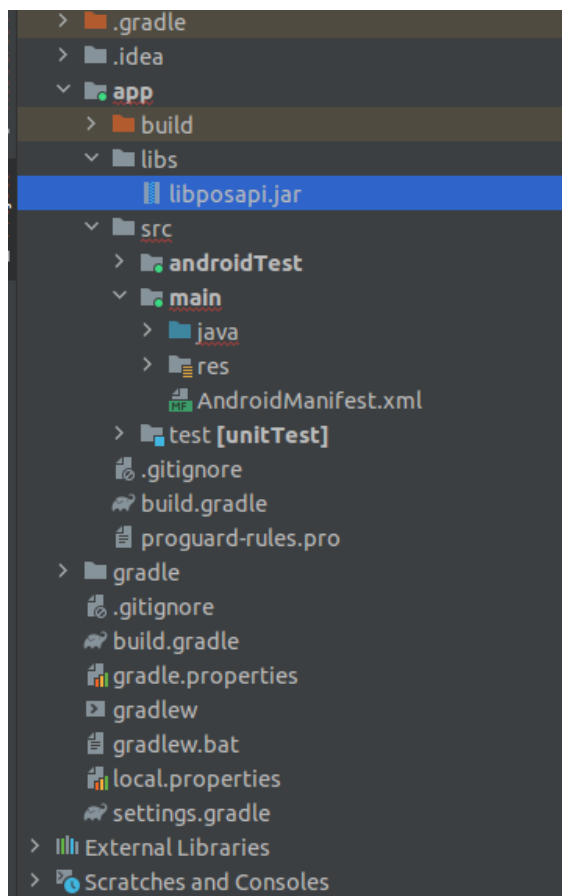 .gradle
.idea
app
build
libs
libposapi.jar
src
androidTest
main
java
res
AndroidManifest.xml
test [unitTest]
.gitignore
build.gradle
proguard-rules.pro
gradle
.gitignore
build.gradle
gradle.properties
gradlew
gradlew.bat
local.properties
settings.gradle
External Libraries
Scratches and Consoles